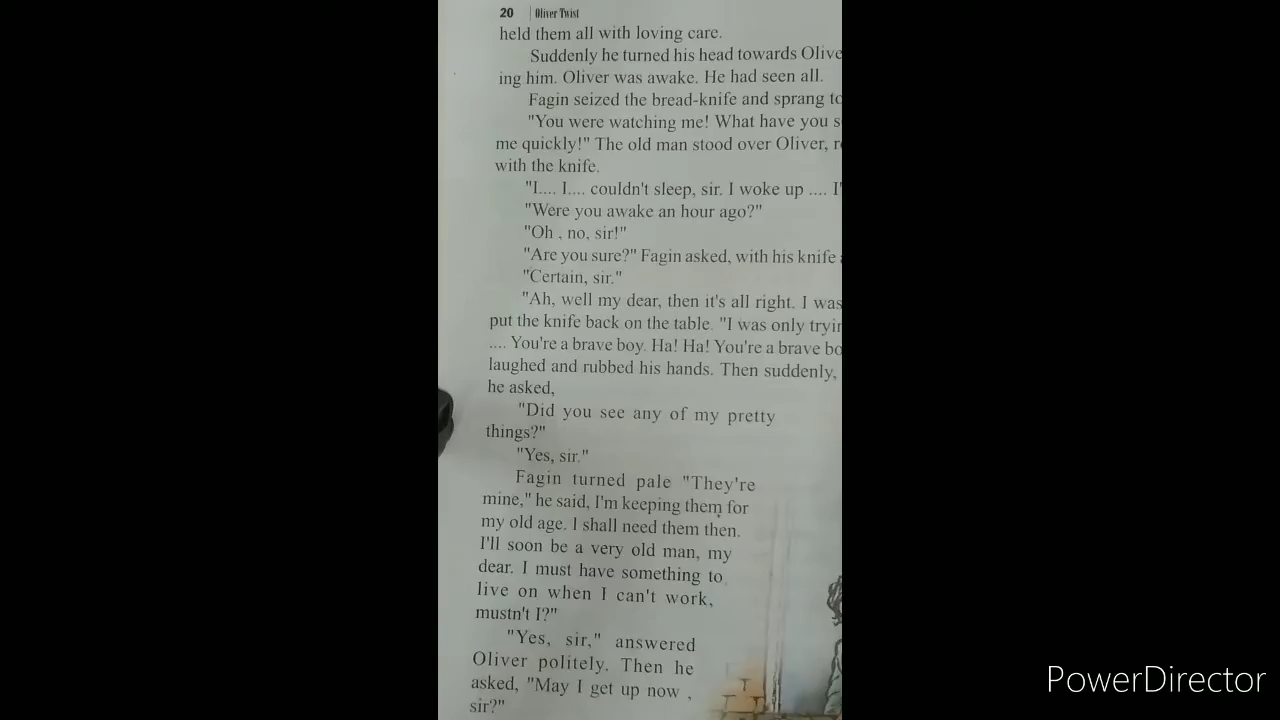 20 Oliver Twist
held them all with loving care.
Suddenly he turned his head towards
ing him. Oliver was awake. He had seen all.
Fagin seized the bread-knife and sprang
"You were watching me! What have you
me quickly!" The old man stood over Oliver,
with the knife.
"I.... I.... couldn't sleep, sir. I woke up ....
"Were you awake an hour ago?"
"Oh , no, sir!"
"Are you sure?" Fagin asked, with his knife
"Certain, sir."
"Ah, well my dear, then it's all right. I was
put the knife back on the table. "I was only
.... You're a brave boy. Ha! Ha! You're a brave
laughed and rubbed his hands. Then suddenly,
he asked,
"Did you see any of my pretty
things?"
"Yes, sir."
Fagin turned pale "They're
mine," he said, I'm keeping them for
my old age. I shall need them then.
I'll soon be a very old man, my
dear. I must have something to
live on when I can't work,
mustn't I?"
"Yes, sir," answered
Oliver politely. Then he
asked, "May I get up now ,
sir?"
PowerDirector